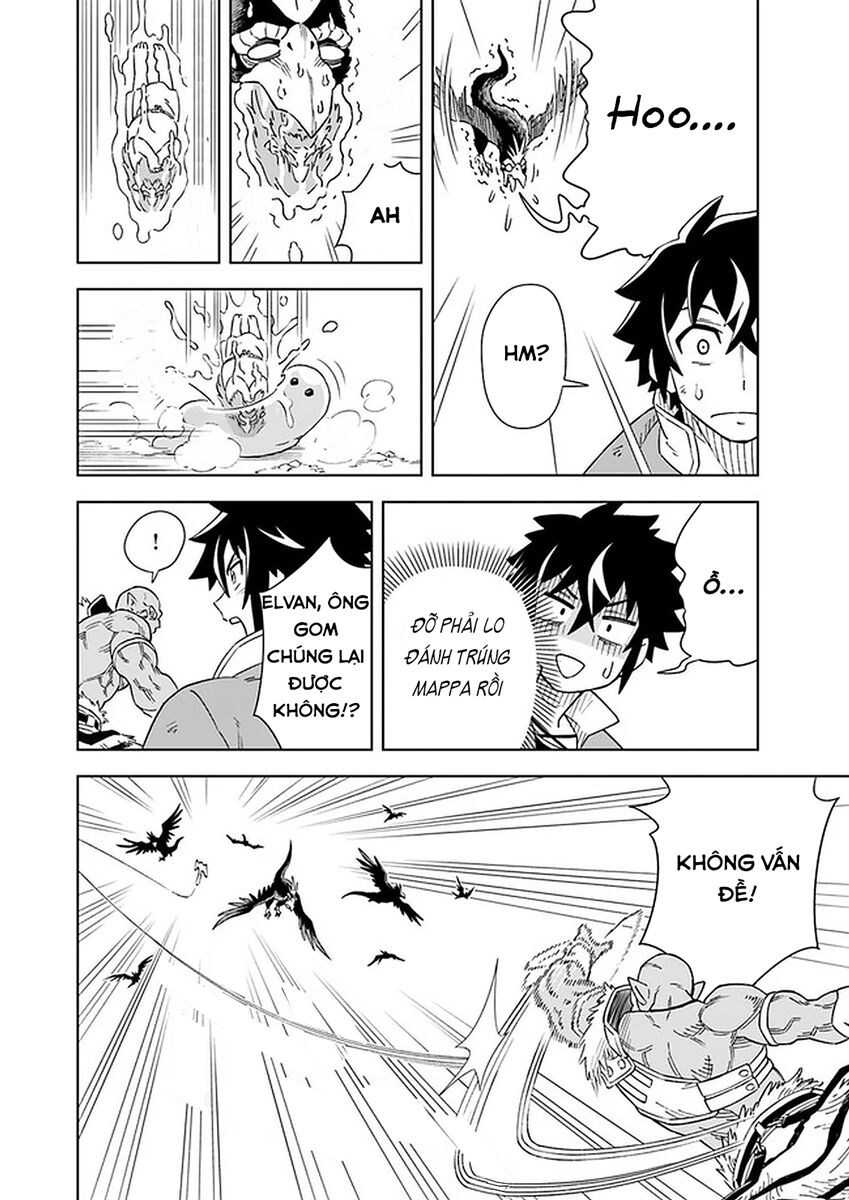 Hoo....
HM?
AH
Ồ...
ĐỠ PHẢI LO
ĐÁNH TRÚNG
MAPPA RỒI
ELVAN, ÔNG
GOM
CHÚNG LẠI
ĐƯỢC
KHÔNG!?
!
KHÔNG VẤN
ĐỀ!